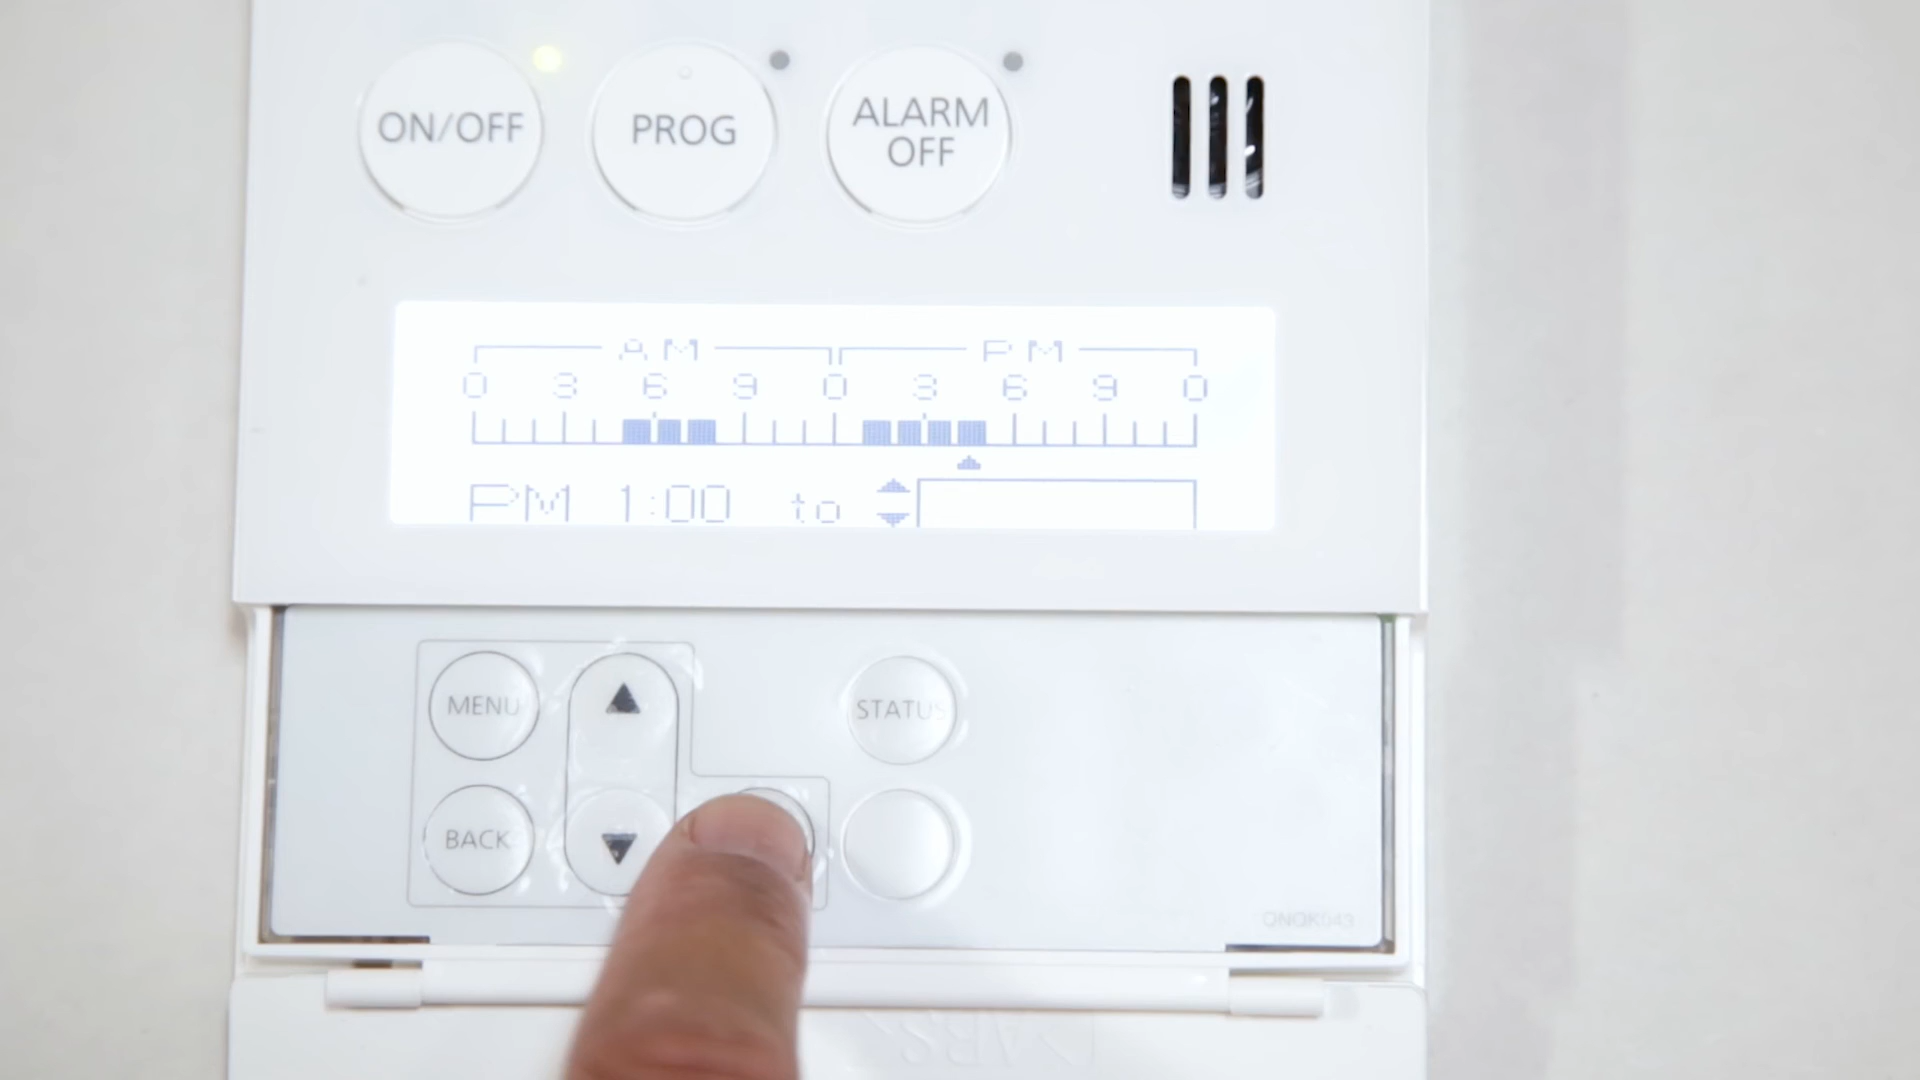 ON/OFF
PROG
ALARM
OFF
AM PM
0 3 6 9 0 3 6 9 0
PM 1:00 to
MENU
STATUS
BACK